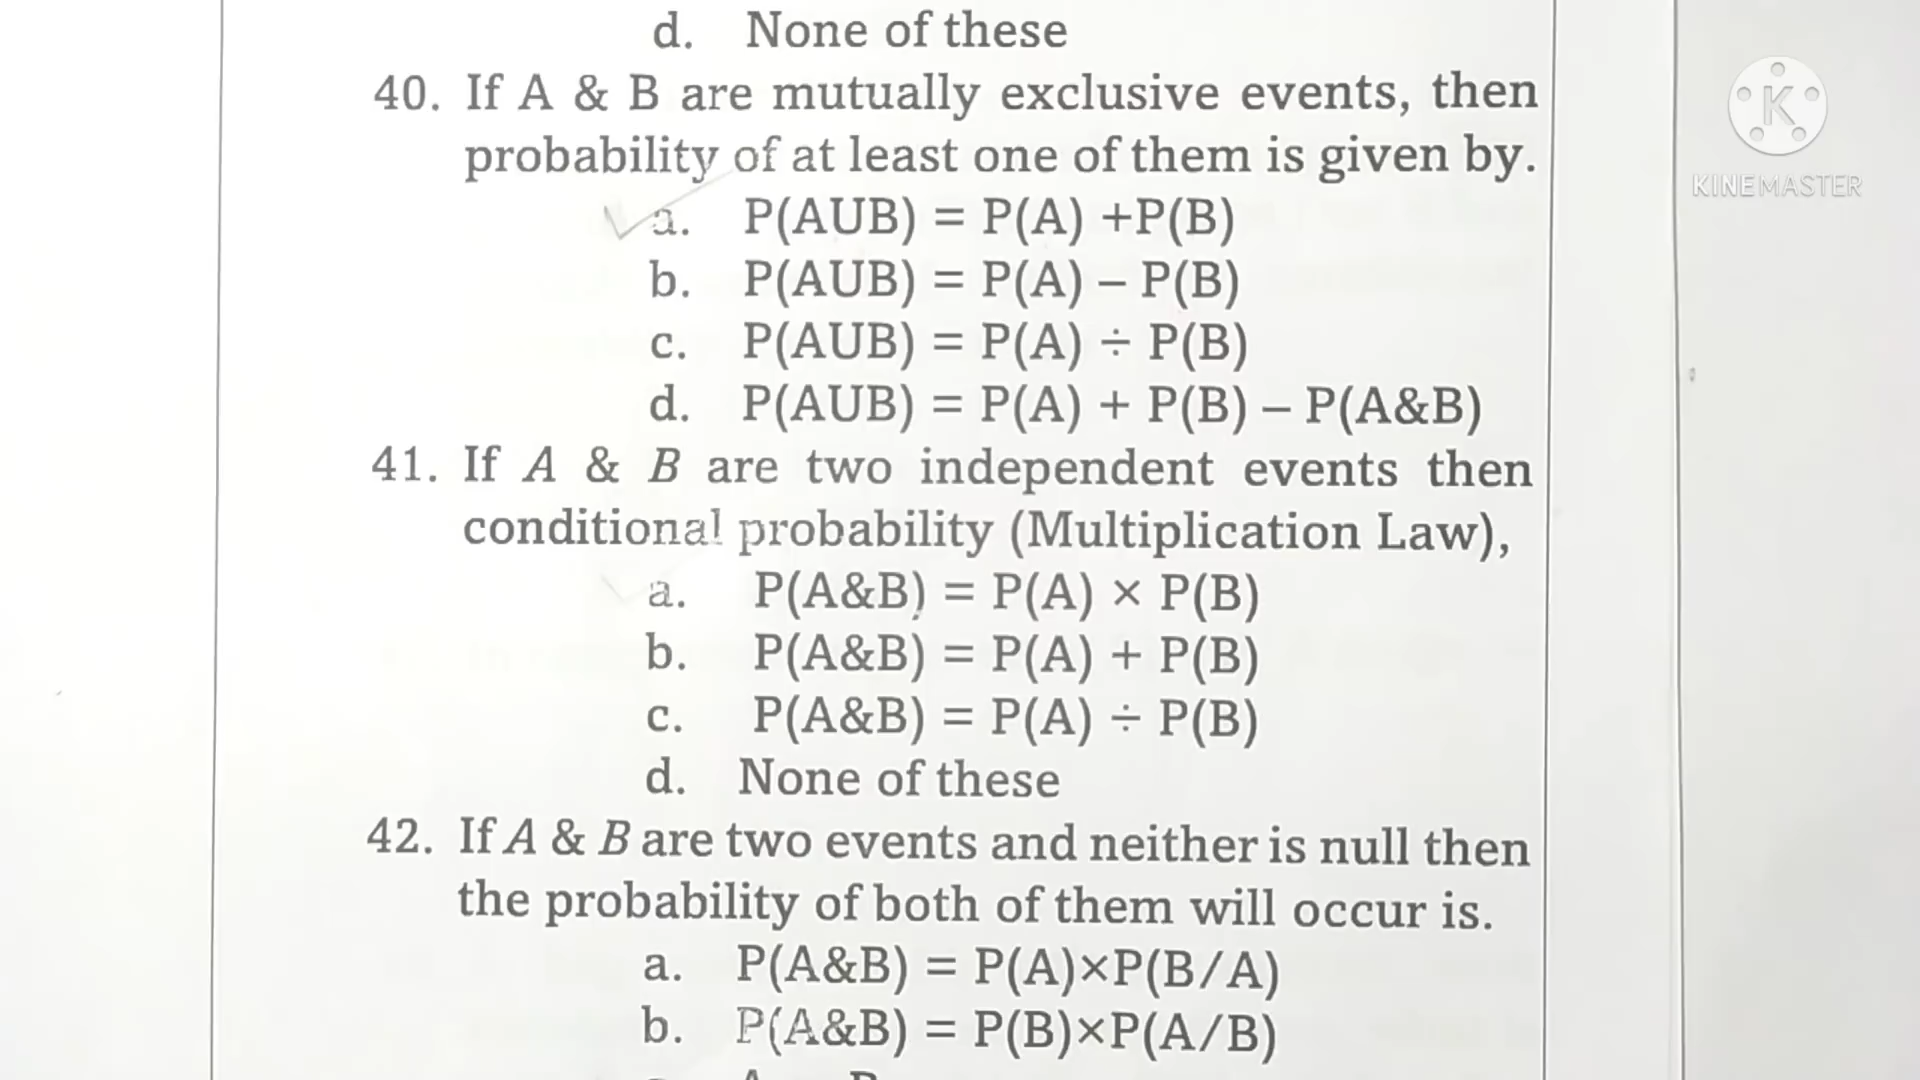 d. None of these
40. If A & B are mutually exclusive events, then
probability of at least one of them is given by.
a. P(AUB) = P(A) +P(B)
b. P(AUB) = P(A) – P(B)
c. P(AUB) = P(A) ÷ P(B)
d. P(AUB) = P(A) + P(B) – P(A&B)
41. If A & B are two independent events then
conditional probability (Multiplication Law),
a. P(A&B) = P(A) × P(B)
b. P(A&B) = P(A) + P(B)
c. P(A&B) = P(A) ÷ P(B)
d. None of these
42. If A & B are two events and neither is null then
the probability of both of them will occur is.
a. P(A&B) = P(A)×P(B/A)
b. P(A&B) = P(B)×P(A/B)
K
KINEMASTER